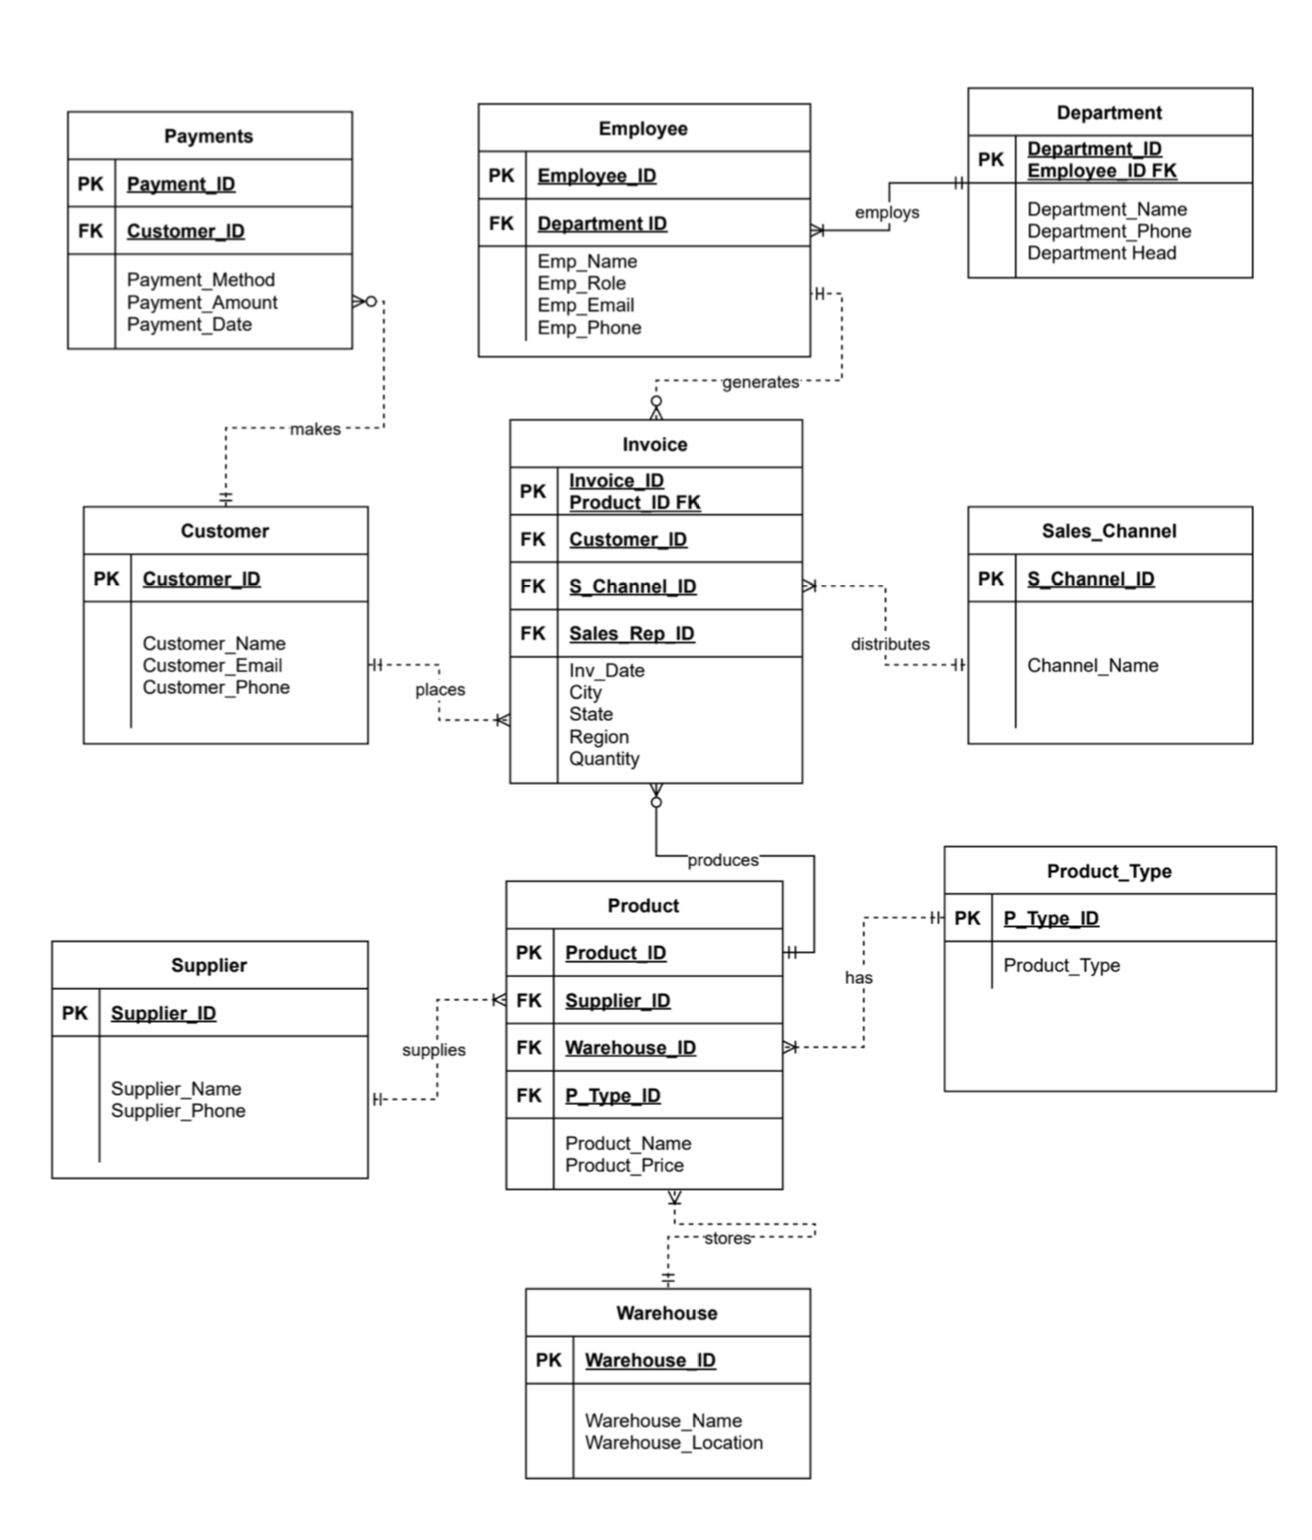 Payments
PK Payment_ID
FK Customer_ID
Payment_Method
Payment_Amount
Payment_Date
Employee
PK Employee_ID
FK Department ID
Emp_Name
Emp_Role
Emp_Email
Emp_Phone
Department
PK Department_ID
Employee_ID FK
Department_Name
Department_Phone
Department Head
employs
generates
makes
Customer
PK Customer_ID
Customer_Name
Customer_Email
Customer_Phone
places
Invoice
PK Invoice_ID
Product_ID FK
FK Customer_ID
FK S_Channel_ID
FK Sales_Rep_ID
Inv_Date
City
State
Region
Quantity
distributes
Sales_Channel
PK S_Channel_ID
Channel_Name
produces
Supplier
PK Supplier_ID
Supplier_Name
Supplier_Phone
supplies
Product
PK Product_ID
FK Supplier_ID
FK Warehouse_ID
FK P_Type_ID
Product_Name
Product_Price
has
Product_Type
PK P_Type_ID
Product_Type
stores
Warehouse
PK Warehouse_ID
Warehouse_Name
Warehouse_Location